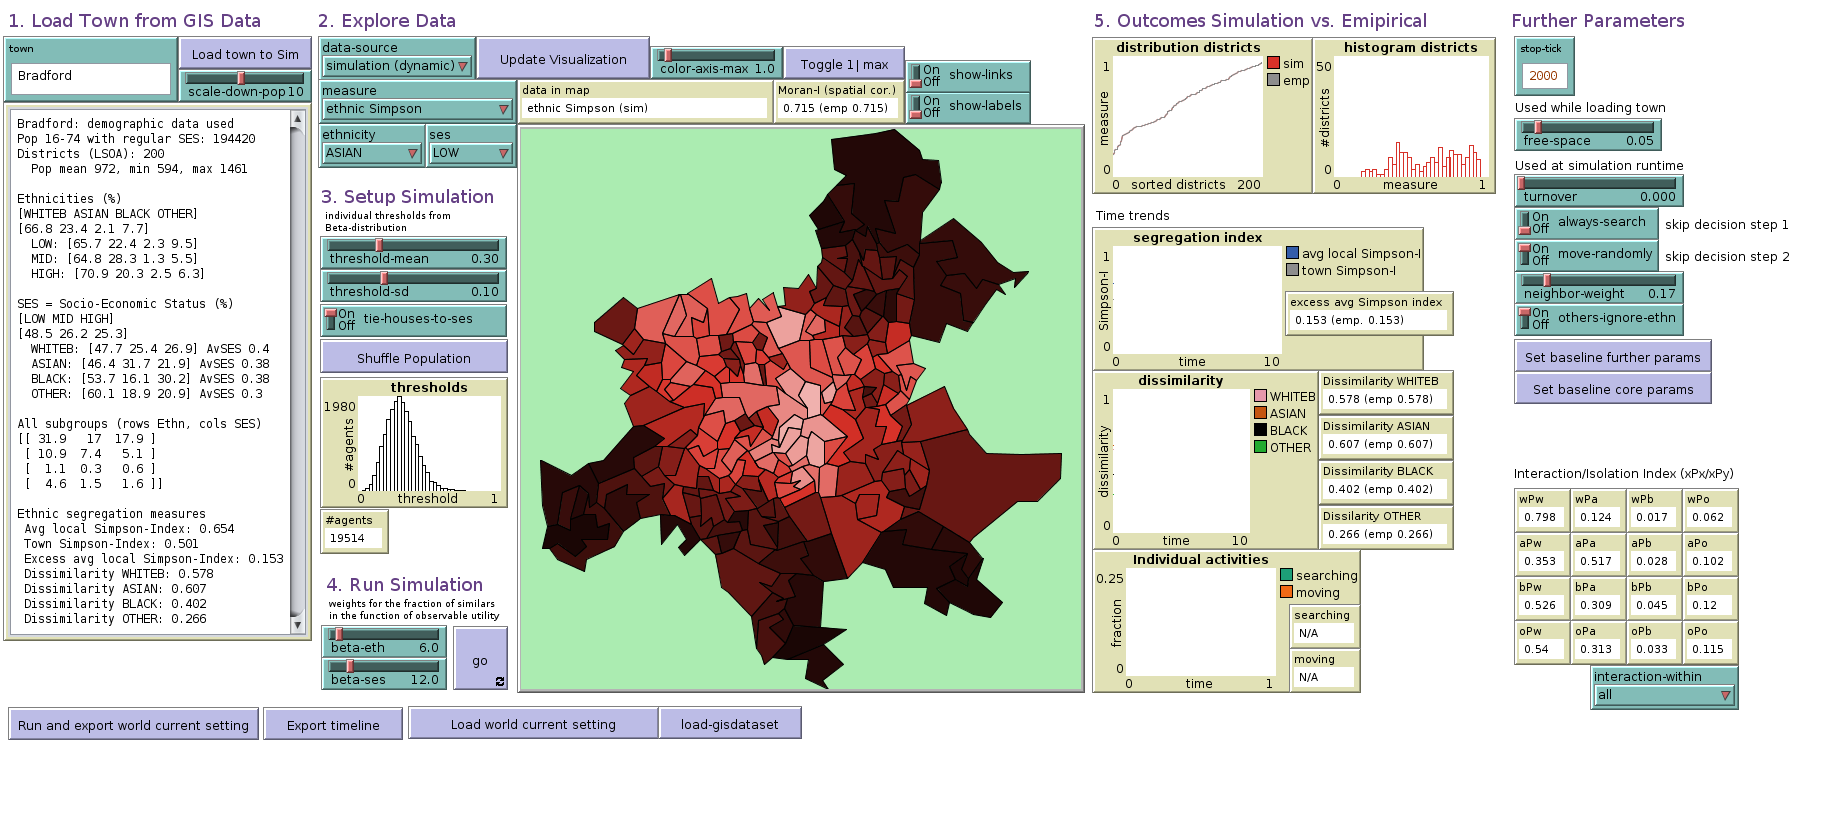 1. Load Town from GIS Data
town
Bradford
Load town to Sim
scale-down-pop 10
Bradford: demographic data used
Pop 16-74 with regular SES: 194420
Districts (LSOA): 200
Pop mean 972, min 594, max 1461
Ethnicities (%)
[WHITEB ASIAN BLACK OTHER]
[66.8 23.4 2.1 7.7]
LOW: [65.7 22.4 2.3 9.5]
MID: [64.8 28.3 1.3 5.5]
HIGH: [70.9 20.3 2.5 6.3]
SES = Socio-Economic Status (%)
[LOW MID HIGH]
[48.5 26.2 25.3]
WHITEB: [47.7 25.4 26.9] AvSES 0.4
ASIAN: [46.4 31.7 21.9] AvSES 0.38
BLACK: [53.7 16.1 30.2] AvSES 0.38
OTHER: [60.1 18.9 20.9] AvSES 0.3
All subgroups (rows Ethn, cols SES)
[[ 31.9 17 17.9 ]
[ 10.9 7.4 5.1 ]
[ 1.1 0.3 0.6 ]
[ 4.6 1.5 1.6 ]]
Ethnic segregation measures
Avg local Simpson-Index: 0.654
Town Simpson-Index: 0.501
Excess avg local Simpson-Index: 0.153
Dissimilarity WHITEB: 0.578
Dissimilarity ASIAN: 0.607
Dissimilarity BLACK: 0.402
Dissimilarity OTHER: 0.266
2. Explore Data
data-source
simulation (dynamic)
Update Visualization
color-axis-max 1.0
Toggle 1| max
On
Off
show-links
measure
ethnic Simpson
data in map
ethnic Simpson (sim)
Moran-I (spatial cor.)
0.715 (emp 0.715)
On
Off
show-labels
ethnicity
ASIAN
ses
LOW
3. Setup Simulation
individual thresholds from
Beta-distribution
threshold-mean 0.30
threshold-sd 0.10
On
Off
tie-houses-to-ses
Shuffle Population
thresholds
1980
#agents
0
0 threshold 1
#agents
19514
4. Run Simulation
weights for the fraction of similars
in the function of observable utility
beta-eth 6.0
beta-ses 12.0
go
Run and export world current setting
Export timeline
Load world current setting
load-gisdataset
5. Outcomes Simulation vs. Emipirical
distribution districts
1
measure
0
0 sorted districts 200
sim
emp
histogram districts
50
#districts
0
0 measure 1
Time trends
segregation index
1
Simpson-I
0
0 time 10
avg local Simpson-I
town Simpson-I
excess avg Simpson index
0.153 (emp. 0.153)
dissimilarity
1
dissimilarity
0
0 time 10
WHITEB
ASIAN
BLACK
OTHER
Dissimilarity WHITEB
0.578 (emp 0.578)
Dissimilarity ASIAN
0.607 (emp 0.607)
Dissimilarity BLACK
0.402 (emp 0.402)
Dissilarity OTHER
0.266 (emp 0.266)
Individual activities
0.25
fraction
0
0 time 1
searching
moving
searching
N/A
moving
N/A
Further Parameters
stop-tick
2000
Used while loading town
free-space 0.05
Used at simulation runtime
turnover 0.000
On
Off
always-search
skip decision step 1
On
Off
move-randomly
skip decision step 2
neighbor-weight 0.17
On
Off
others-ignore-ethn
Set baseline further params
Set baseline core params
Interaction/Isolation Index (xPx/xPy)
wPw wPa wPb wPo
0.798 0.124 0.017 0.062
aPw aPa aPb aPo
0.353 0.517 0.028 0.102
bPw bPa bPb bPo
0.526 0.309 0.045 0.12
oPw oPa oPb oPo
0.54 0.313 0.033 0.115
interaction-within
all